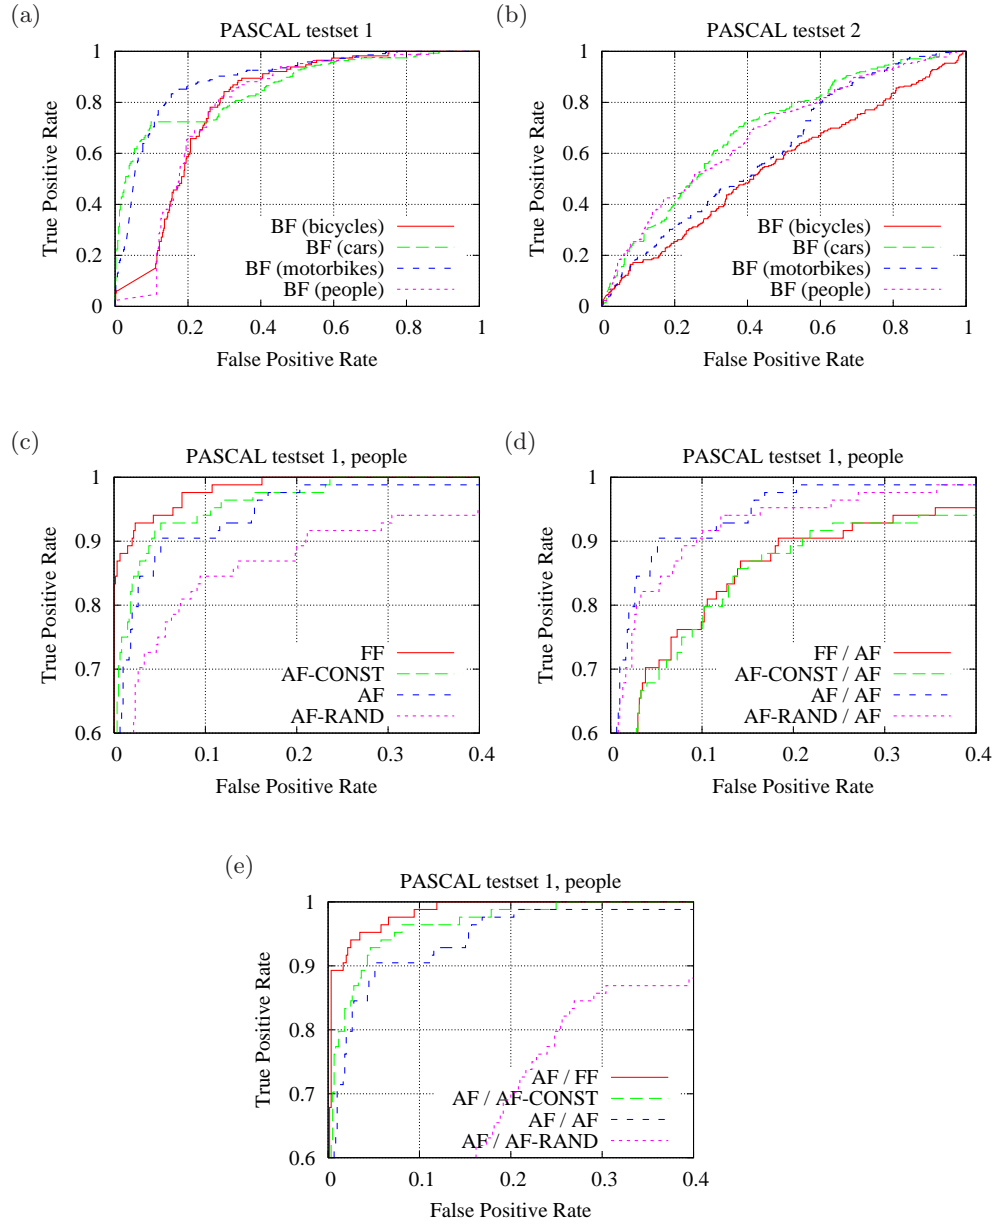 (a)
PASCAL testset 1
True Positive Rate
1
0.8
0.6
0.4
0.2
0
BF (bicycles)
BF (cars)
BF (motorbikes)
BF (people)
0 0.2 0.4 0.6 0.8 1
False Positive Rate
(b)
PASCAL testset 2
True Positive Rate
1
0.8
0.6
0.4
0.2
0
BF (bicycles)
BF (cars)
BF (motorbikes)
BF (people)
0 0.2 0.4 0.6 0.8 1
False Positive Rate
(c)
PASCAL testset 1, people
True Positive Rate
1
0.9
0.8
0.7
0.6
FF
AF-CONST
AF
AF-RAND
0 0.1 0.2 0.3 0.4
False Positive Rate
(d)
PASCAL testset 1, people
True Positive Rate
1
0.9
0.8
0.7
0.6
FF / AF
AF-CONST / AF
AF / AF
AF-RAND / AF
0 0.1 0.2 0.3 0.4
False Positive Rate
(e)
PASCAL testset 1, people
True Positive Rate
1
0.9
0.8
0.7
0.6
AF / FF
AF / AF-CONST
AF / AF
AF / AF-RAND
0 0.1 0.2 0.3 0.4
False Positive Rate